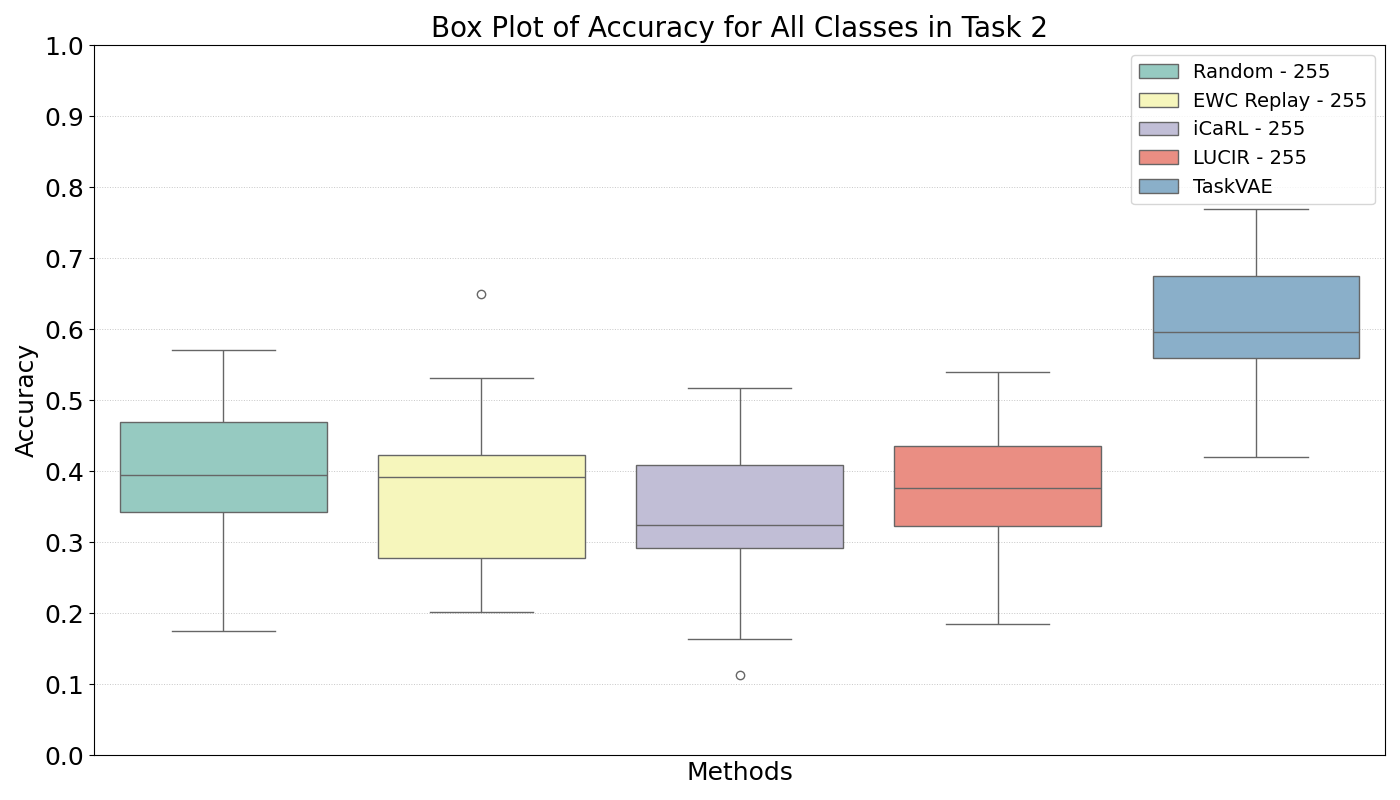 Box Plot of Accuracy for All Classes in Task 2
1.0
0.9
0.8
0.7
0.6
0.5
0.4
0.3
0.2
0.1
0.0
Accuracy
Methods
Random - 255
EWC Replay - 255
iCaRL - 255
LUCIR - 255
TaskVAE